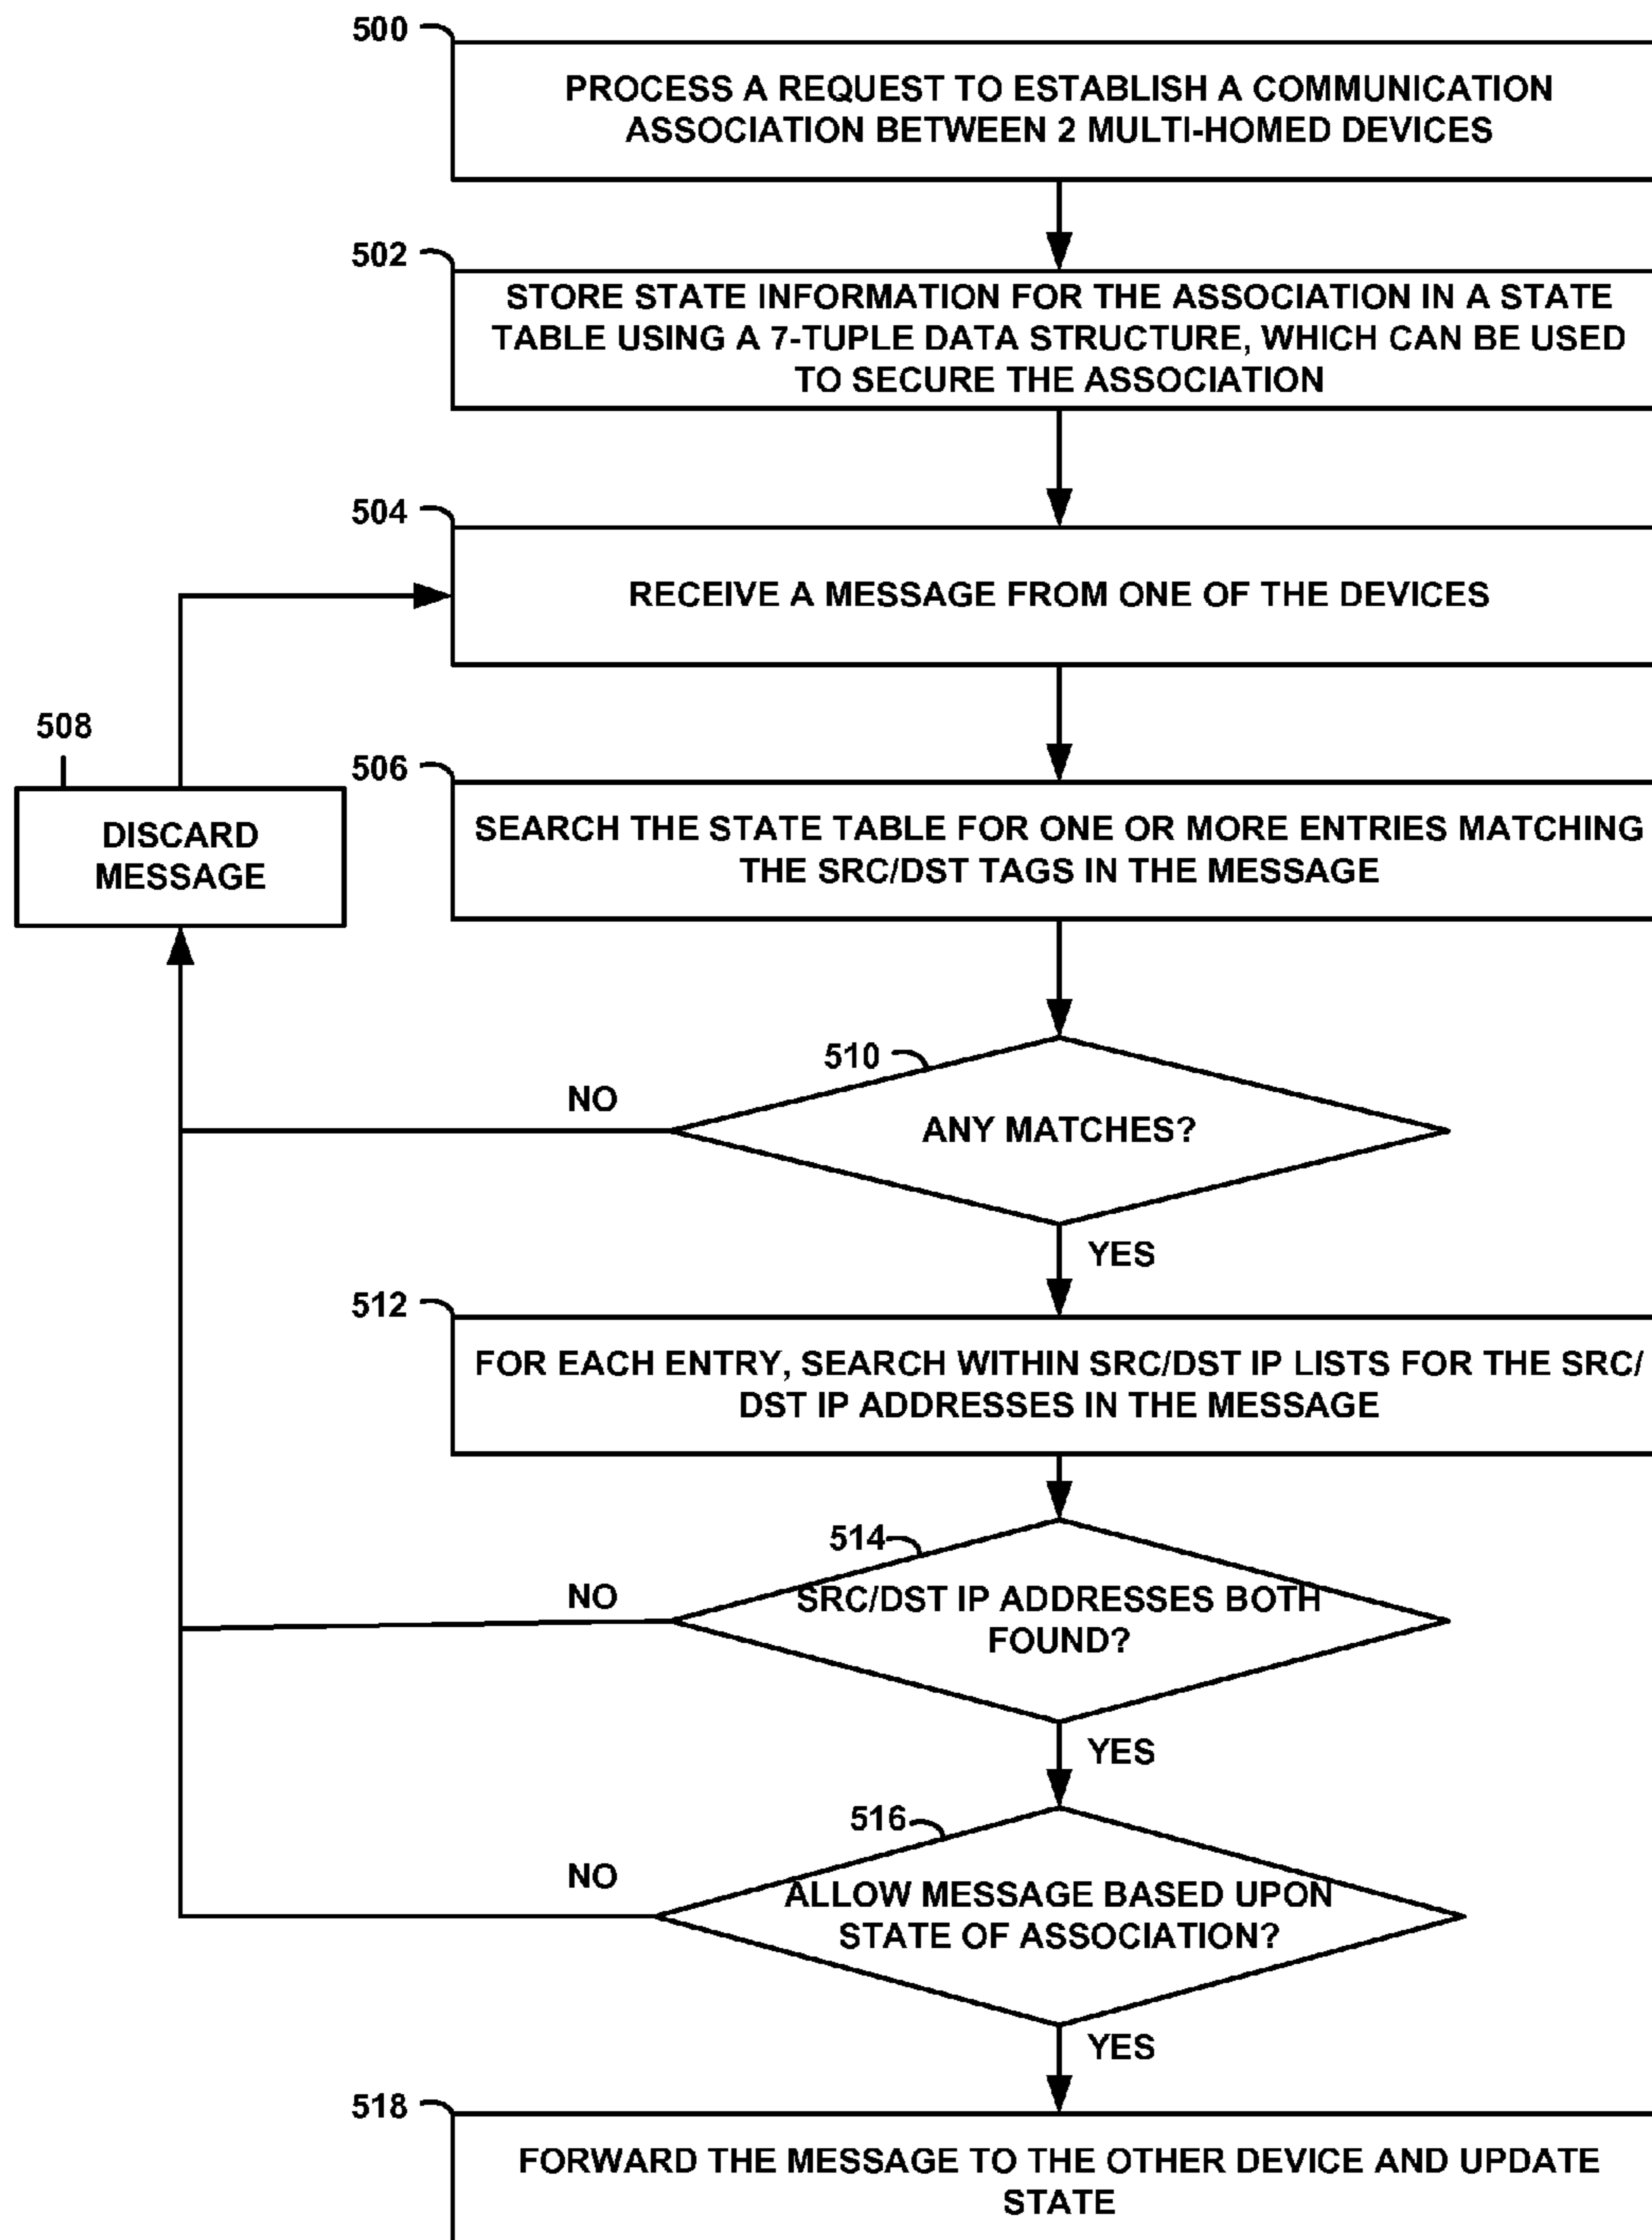 500
PROCESS A REQUEST TO ESTABLISH A COMMUNICATION
ASSOCIATION BETWEEN 2 MULTI-HOMED DEVICES
502
STORE STATE INFORMATION FOR THE ASSOCIATION IN A STATE
TABLE USING A 7-TUPLE DATA STRUCTURE, WHICH CAN BE USED
TO SECURE THE ASSOCIATION
504
RECEIVE A MESSAGE FROM ONE OF THE DEVICES
508
DISCARD
MESSAGE
506
SEARCH THE STATE TABLE FOR ONE OR MORE ENTRIES MATCHING
THE SRC/DST TAGS IN THE MESSAGE
510
NO
ANY MATCHES?
YES
512
FOR EACH ENTRY, SEARCH WITHIN SRC/DST IP LISTS FOR THE SRC/
DST IP ADDRESSES IN THE MESSAGE
514
NO
SRC/DST IP ADDRESSES BOTH
FOUND?
YES
516
NO
ALLOW MESSAGE BASED UPON
STATE OF ASSOCIATION?
YES
518
FORWARD THE MESSAGE TO THE OTHER DEVICE AND UPDATE
STATE